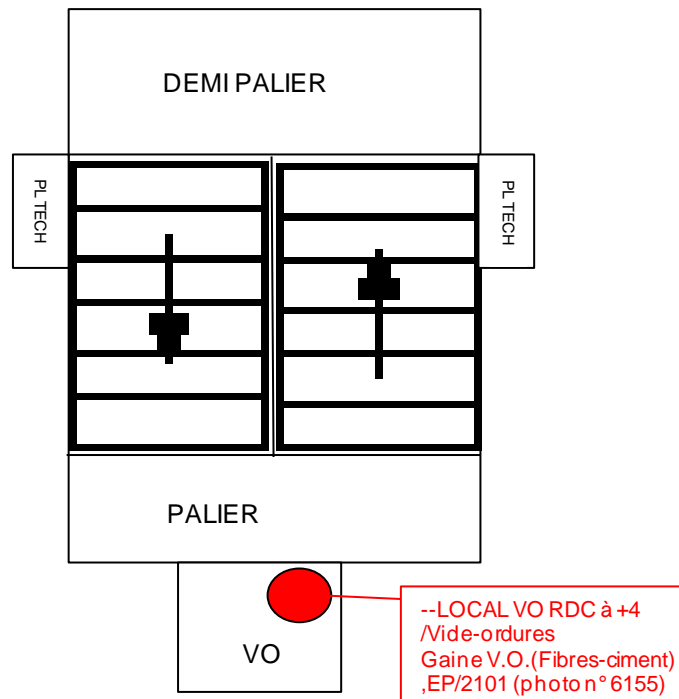 DEMI PALIER
PL TECH
PL TECH
PALIER
VO
--LOCAL VO RDC à +4
/Vide-ordures
Gaine V.O.(Fibres-ciment)
,EP/2101 (photo n° 6155)